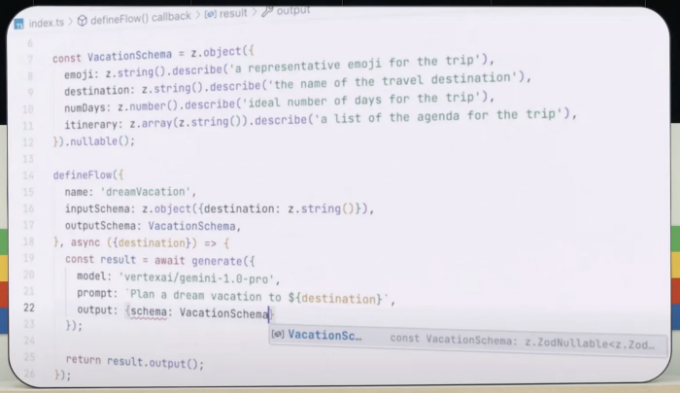 TS index.ts > defineFlow() callback > result > output
6
7 const VacationSchema = z.object({
8 emoji: z.string().describe('a representative emoji for the trip'),
9 destination: z.string().describe('the name of the travel destination'),
10 numDays: z.number().describe('ideal number of days for the trip'),
11 itinerary: z.array(z.string()).describe('a list of the agenda for the trip'),
12 }).nullable();
13
14 defineFlow({
15 name: 'dreamVacation',
16 inputSchema: z.object({destination: z.string()}),
17 outputSchema: VacationSchema,
18 }, async ({destination}) => {
19 const result = await generate({
20 model: 'vertexai/gemini-1.0-pro',
21 prompt: `Plan a dream vacation to ${destination}`,
22 output: {schema: VacationSchema}
23 });
VacationSc… const VacationSchema: z.ZodNullable<z.Zod…
24
25 return result.output();
26 });